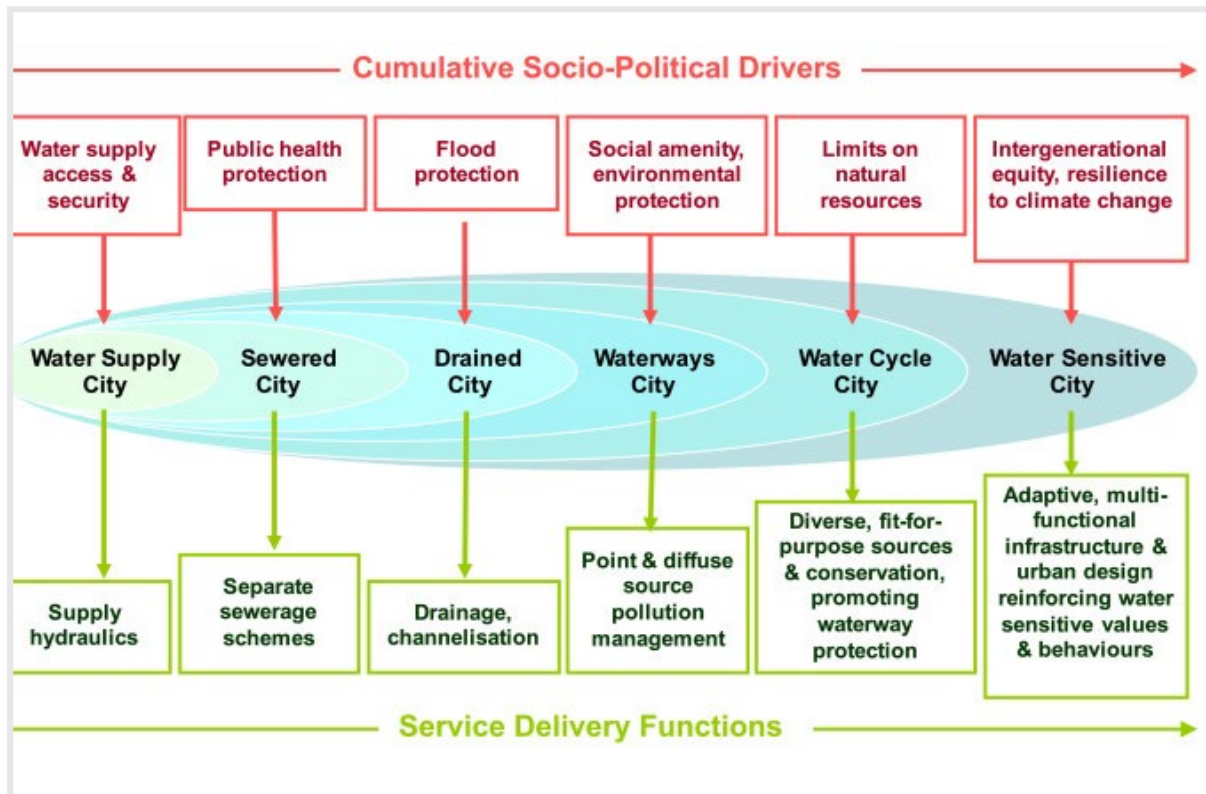 Cumulative Socio-Political Drivers
Water supply
access &
security
Public health
protection
Flood
protection
Social amenity,
environmental
protection
Limits on
natural
resources
Intergenerational
equity, resilience
to climate change
Water Supply
City
Sewered
City
Drained
City
Waterways
City
Water Cycle
City
Water Sensitive
City
Supply
hydraulics
Separate
sewerage
schemes
Drainage,
channelisation
Point & diffuse
source
pollution
management
Diverse, fit-for-
purpose sources
& conservation,
promoting
waterway
protection
Adaptive, multi-
functional
infrastructure &
urban design
reinforcing water
sensitive values
& behaviours
Service Delivery Functions